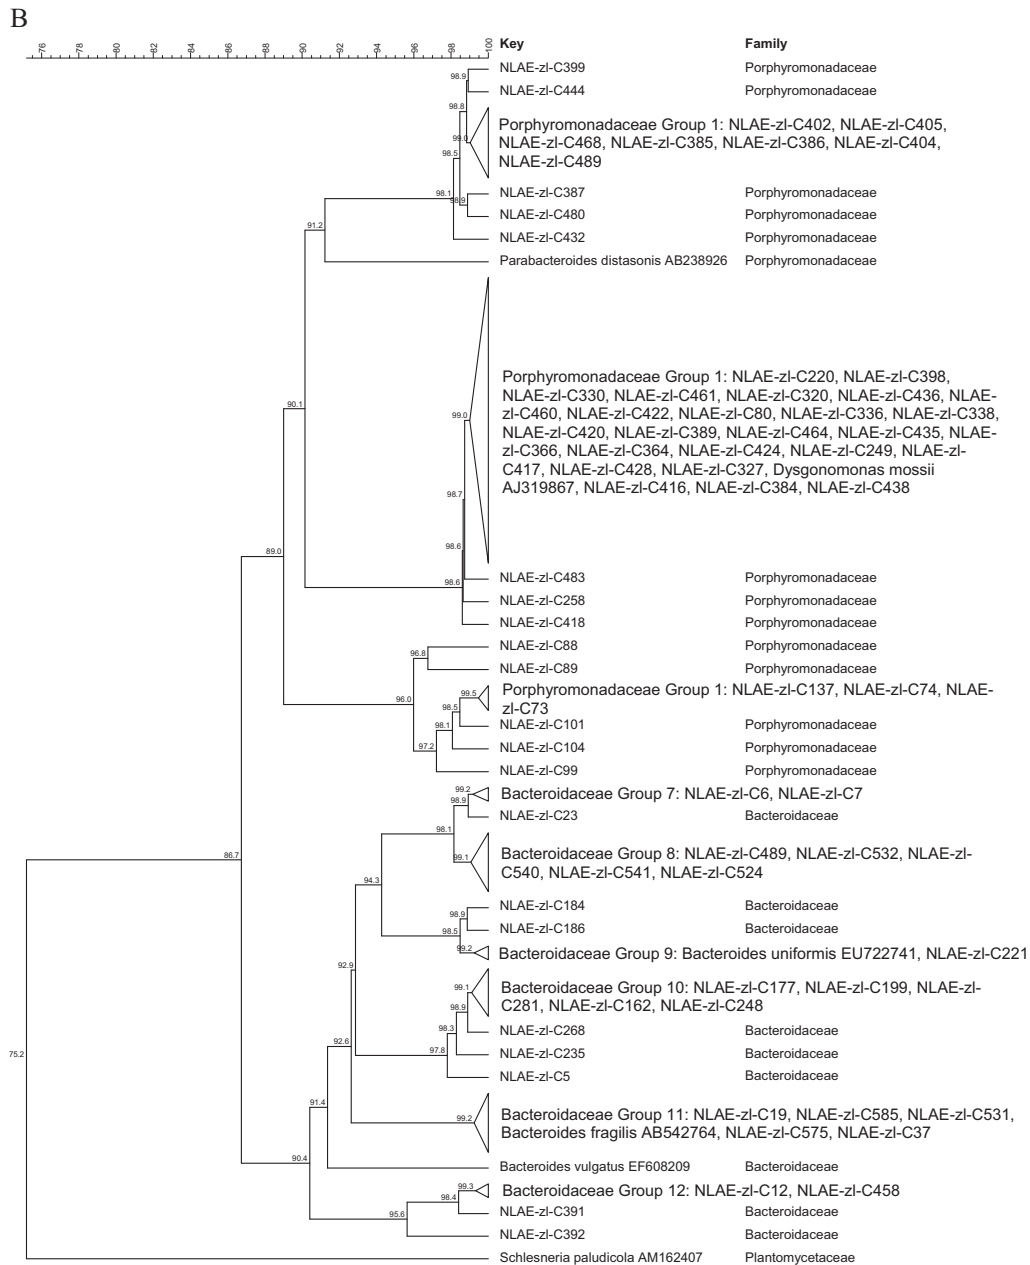 B
76 78 80 82 84 86 88 90 92 94 96 98 100
Key Family
NLAE-zl-C399 Porphyromonadaceae
98.9
NLAE-zl-C444 Porphyromonadaceae
98.8
Porphyromonadaceae Group 1: NLAE-zl-C402, NLAE-zl-C405,
99.0 NLAE-zl-C468, NLAE-zl-C385, NLAE-zl-C386, NLAE-zl-C404,
98.5 NLAE-zl-C489
98.1 98.9 NLAE-zl-C387 Porphyromonadaceae
NLAE-zl-C480 Porphyromonadaceae
91.2
NLAE-zl-C432 Porphyromonadaceae
Parabacteroides distasonis AB238926 Porphyromonadaceae
Porphyromonadaceae Group 1: NLAE-zl-C220, NLAE-zl-C398,
NLAE-zl-C330, NLAE-zl-C461, NLAE-zl-C320, NLAE-zl-C436, NLAE-
90.1 zl-C460, NLAE-zl-C422, NLAE-zl-C80, NLAE-zl-C336, NLAE-zl-C338,
99.0 NLAE-zl-C420, NLAE-zl-C389, NLAE-zl-C464, NLAE-zl-C435, NLAE-
zl-C366, NLAE-zl-C364, NLAE-zl-C424, NLAE-zl-C249, NLAE-zl-
C417, NLAE-zl-C428, NLAE-zl-C327, Dysgonomonas mossii
AJ319867, NLAE-zl-C416, NLAE-zl-C384, NLAE-zl-C438
98.7
98.6
89.0
NLAE-zl-C483 Porphyromonadaceae
98.6
NLAE-zl-C258 Porphyromonadaceae
NLAE-zl-C418 Porphyromonadaceae
NLAE-zl-C88 Porphyromonadaceae
96.8
NLAE-zl-C89 Porphyromonadaceae
99.5 Porphyromonadaceae Group 1: NLAE-zl-C137, NLAE-zl-C74, NLAE-
96.0 98.5 zl-C73
98.1 NLAE-zl-C101 Porphyromonadaceae
97.2 NLAE-zl-C104 Porphyromonadaceae
NLAE-zl-C99 Porphyromonadaceae
99.2 Bacteroidaceae Group 7: NLAE-zl-C6, NLAE-zl-C7
98.9
NLAE-zl-C23 Bacteroidaceae
98.1
86.7 99.1 Bacteroidaceae Group 8: NLAE-zl-C489, NLAE-zl-C532, NLAE-zl-
C540, NLAE-zl-C541, NLAE-zl-C524
94.3
NLAE-zl-C184 Bacteroidaceae
98.9
NLAE-zl-C186 Bacteroidaceae
98.5
99.2 Bacteroidaceae Group 9: Bacteroides uniformis EU722741, NLAE-zl-C221
92.9
99.1 Bacteroidaceae Group 10: NLAE-zl-C177, NLAE-zl-C199, NLAE-zl-
98.9 C281, NLAE-zl-C162, NLAE-zl-C248
98.3 NLAE-zl-C268 Bacteroidaceae
92.6
97.8 NLAE-zl-C235 Bacteroidaceae
75.2
NLAE-zl-C5 Bacteroidaceae
91.4
99.2 Bacteroidaceae Group 11: NLAE-zl-C19, NLAE-zl-C585, NLAE-zl-C531,
Bacteroides fragilis AB542764, NLAE-zl-C575, NLAE-zl-C37
90.4
Bacteroides vulgatus EF608209 Bacteroidaceae
99.3 Bacteroidaceae Group 12: NLAE-zl-C12, NLAE-zl-C458
98.4
NLAE-zl-C391 Bacteroidaceae
95.6
NLAE-zl-C392 Bacteroidaceae
Schlesneria paludicola AM162407 Plantomycetaceae